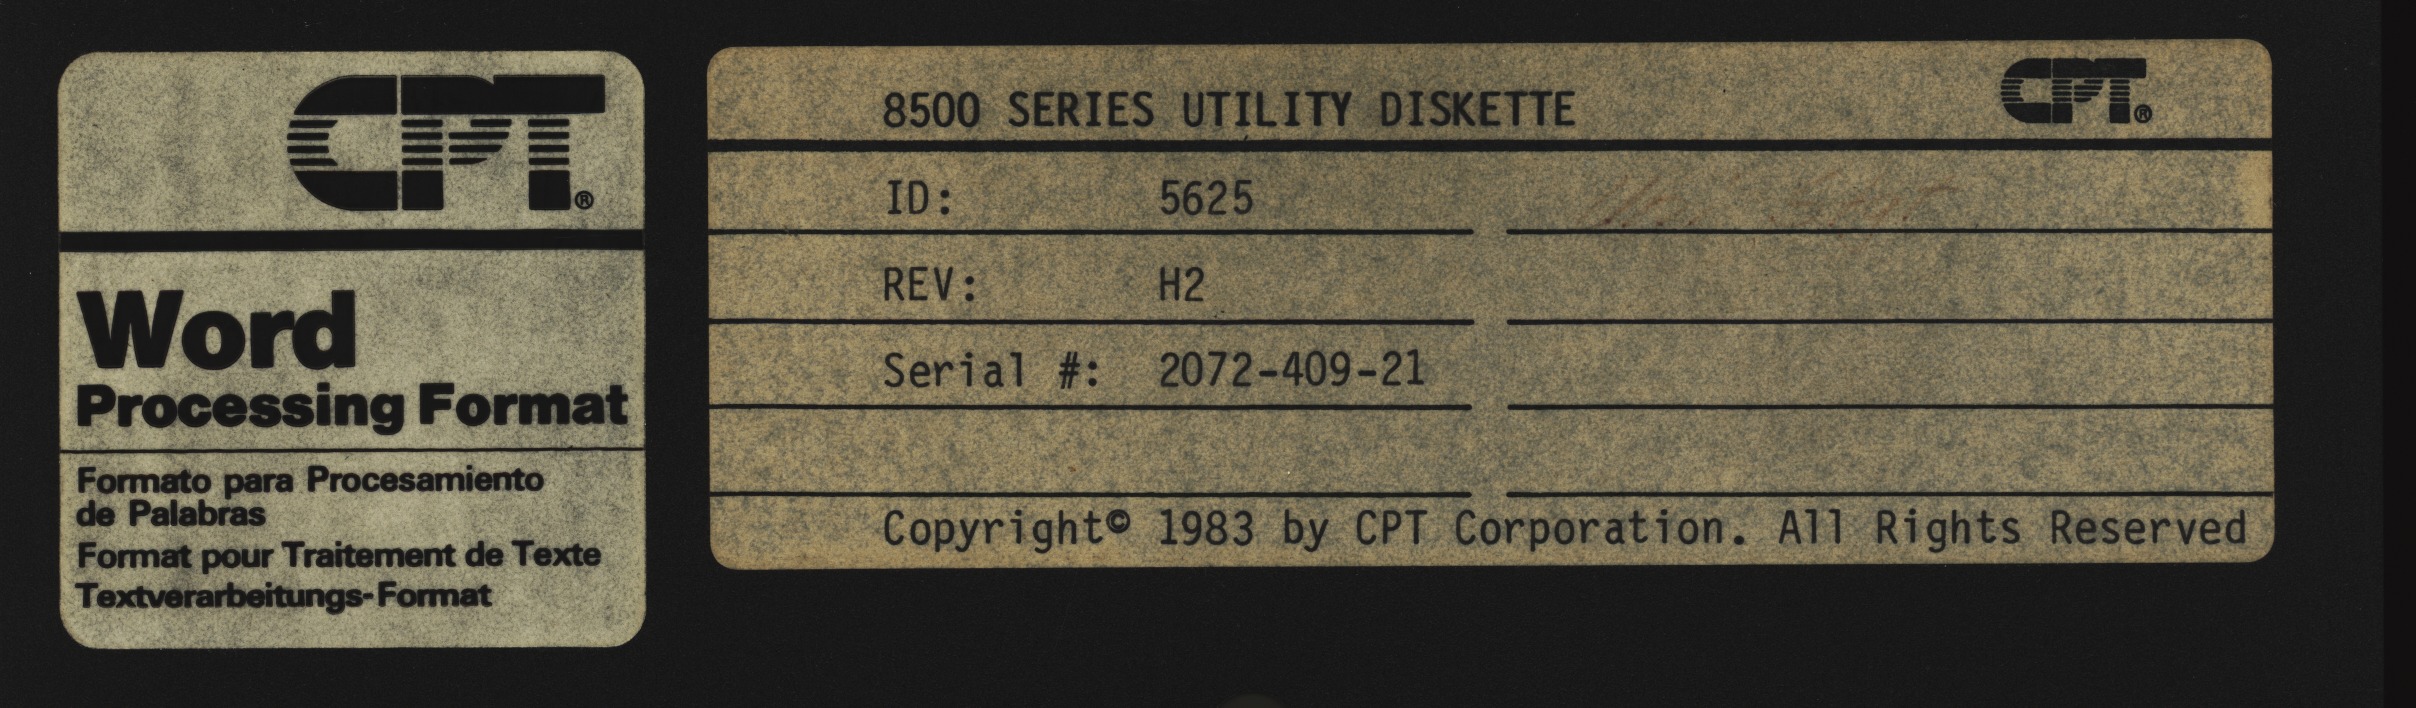 CPT®
Word
Processing Format
Formato para Procesamiento
de Palabras
Format pour Traitement de Texte
Textverarbeitungs-Format
8500 SERIES UTILITY DISKETTE
CPT®
ID: 5625
REV: H2
Serial #: 2072-409-21
Copyright© 1983 by CPT Corporation. All Rights Reserved